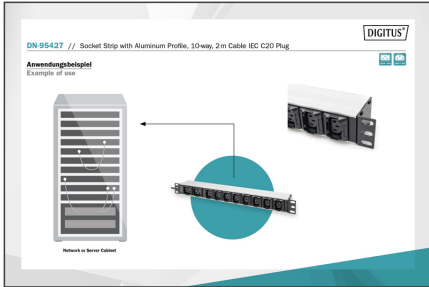 DIGITUS®
DN-95427 // Socket Strip with Aluminum Profile, 10-way, 2 m Cable IEC C20 Plug
Anwendungsbeispiel
Example of use
Network or Server Cabinet